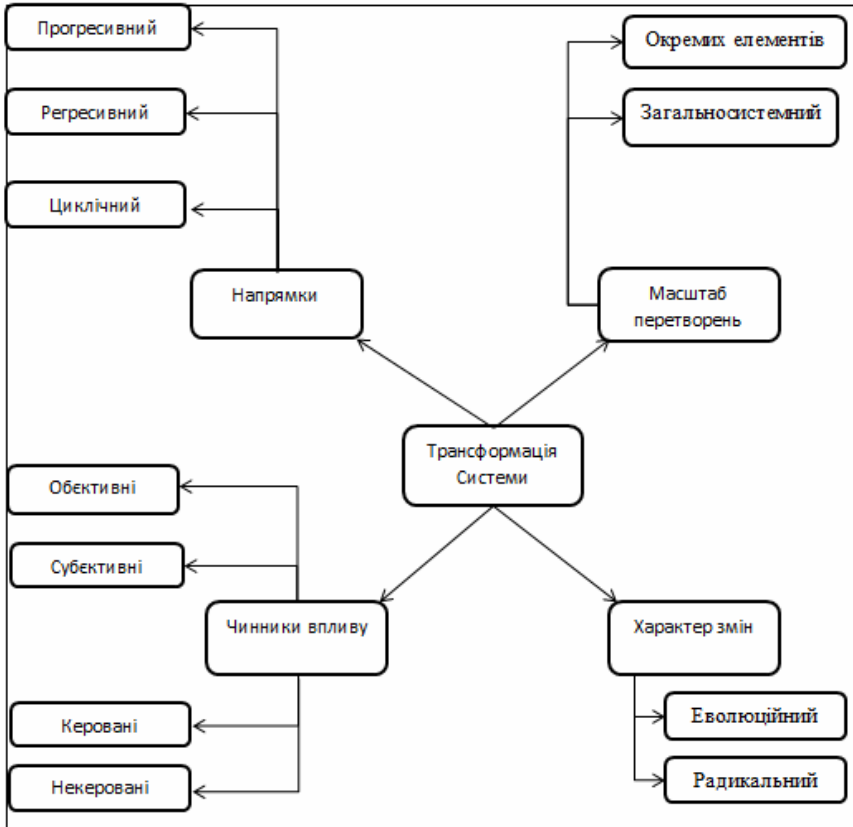 Прогресивний
Регресивний
Циклічний
Напрямки
Окремих елементів
Загальносистемний
Масштаб
перетворень
Трансформація
Системи
Обєктивні
Субєктивні
Чинники впливу
Керовані
Некеровані
Характер змін
Еволюційний
Радикальний